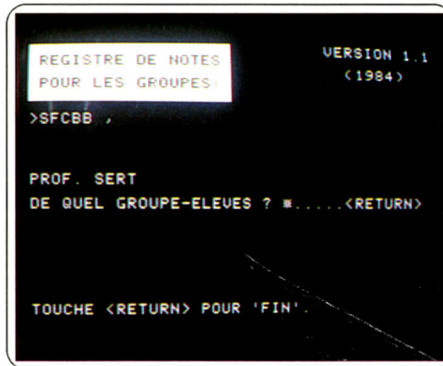 REGISTRE DE NOTES
POUR LES GROUPES
VERSION 1.1
(1984)
>SFCBB ,
PROF. SERT
DE QUEL GROUPE-ELEVES ? ■.....<RETURN>
TOUCHE <RETURN> POUR 'FIN'.